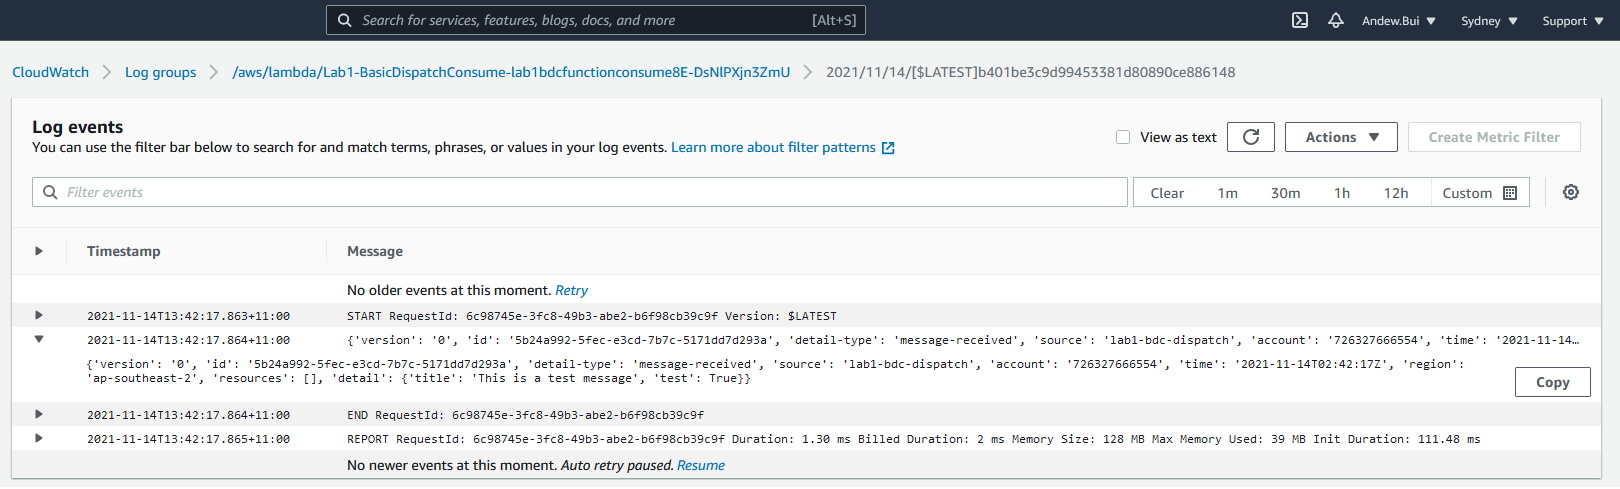 Search for services, features, blogs, docs, and more [Alt+S] Andew.Bui Sydney Support
CloudWatch Log groups /aws/lambda/Lab1-BasicDispatchConsume-lab1bdcfunctionconsume8E-DsNlPXjn3ZmU 2021/11/14/[$LATEST]b401be3c9d99453381d80890ce886148
Log events
You can use the filter bar below to search for and match terms, phrases, or values in your log events. Learn more about filter patterns
View as text Actions Create Metric Filter
Filter events Clear 1m 30m 1h 12h Custom
Timestamp Message
No older events at this moment. Retry
2021-11-14T13:42:17.863+11:00 START RequestId: 6c98745e-3fc8-49b3-abe2-b6f98cb39c9f Version: $LATEST
2021-11-14T13:42:17.864+11:00 {'version': '0', 'id': '5b24a992-5fec-e3cd-7b7c-5171dd7d293a', 'detail-type': 'message-received', 'source': 'lab1-bdc-dispatch', 'account': '726327666554', 'time': '2021-11-14…
{'version': '0', 'id': '5b24a992-5fec-e3cd-7b7c-5171dd7d293a', 'detail-type': 'message-received', 'source': 'lab1-bdc-dispatch', 'account': '726327666554', 'time': '2021-11-14T02:42:17Z', 'region':
'ap-southeast-2', 'resources': [], 'detail': {'title': 'This is a test message', 'test': True}}
Copy
2021-11-14T13:42:17.864+11:00 END RequestId: 6c98745e-3fc8-49b3-abe2-b6f98cb39c9f
2021-11-14T13:42:17.865+11:00 REPORT RequestId: 6c98745e-3fc8-49b3-abe2-b6f98cb39c9f Duration: 1.30 ms Billed Duration: 2 ms Memory Size: 128 MB Max Memory Used: 39 MB Init Duration: 111.48 ms
No newer events at this moment. Auto retry paused. Resume